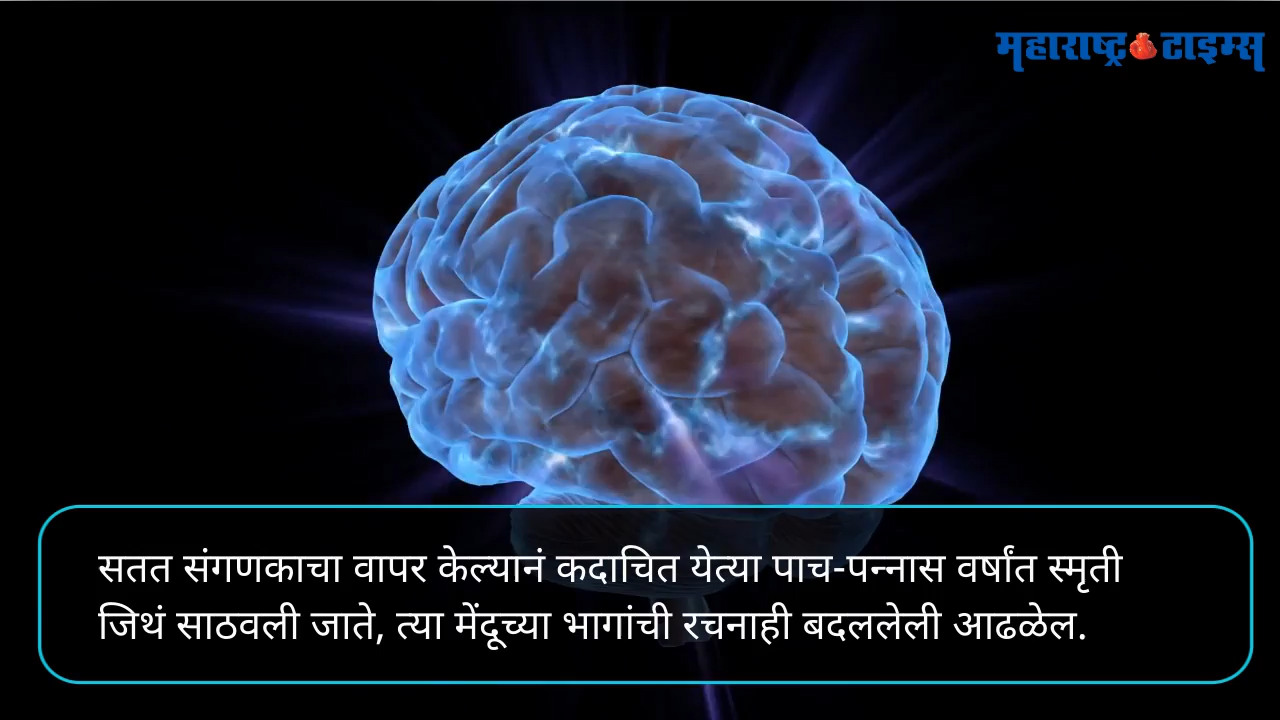 महाराष्ट्र टाइम्स
सतत संगणकाचा वापर केल्यानं कदाचित येत्या पाच-पन्नास वर्षांत स्मृती
जिथं साठवली जाते, त्या मेंदूच्या भागांची रचनाही बदललेली आढळेल.